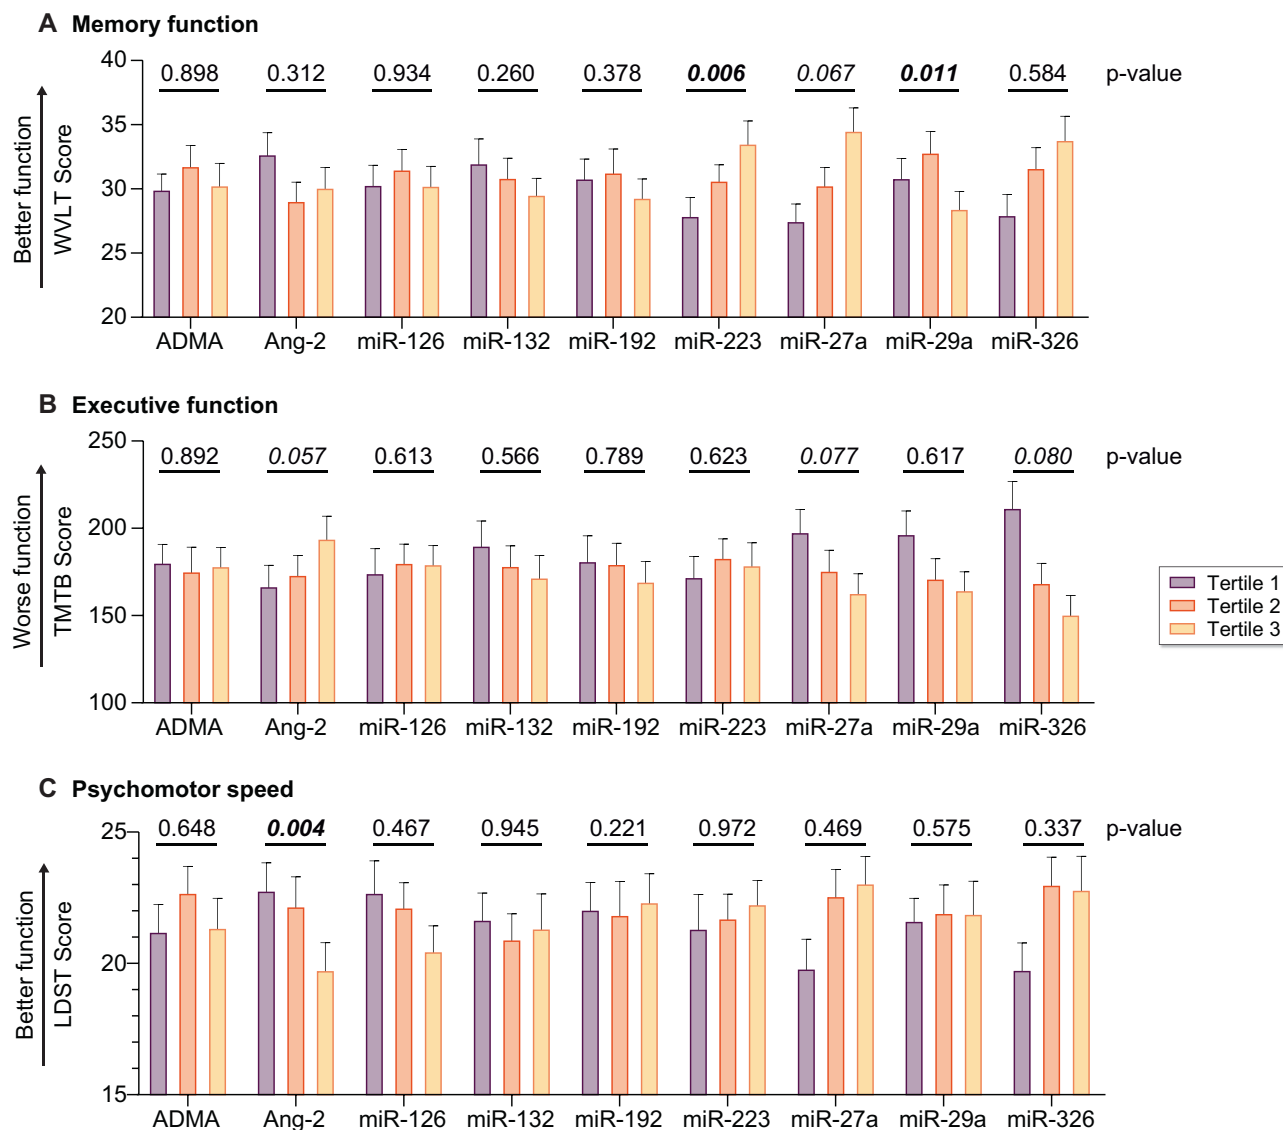 A Memory function
Better function
WVLT Score
40
35
30
25
20
0.898 0.312 0.934 0.260 0.378 0.006 0.067 0.011 0.584 p-value
ADMA Ang-2 miR-126 miR-132 miR-192 miR-223 miR-27a miR-29a miR-326
B Executive function
Worse function
TMTB Score
250
200
150
100
0.892 0.057 0.613 0.566 0.789 0.623 0.077 0.617 0.080 p-value
ADMA Ang-2 miR-126 miR-132 miR-192 miR-223 miR-27a miR-29a miR-326
Tertile 1
Tertile 2
Tertile 3
C Psychomotor speed
Better function
LDST Score
25
20
15
0.648 0.004 0.467 0.945 0.221 0.972 0.469 0.575 0.337 p-value
ADMA Ang-2 miR-126 miR-132 miR-192 miR-223 miR-27a miR-29a miR-326